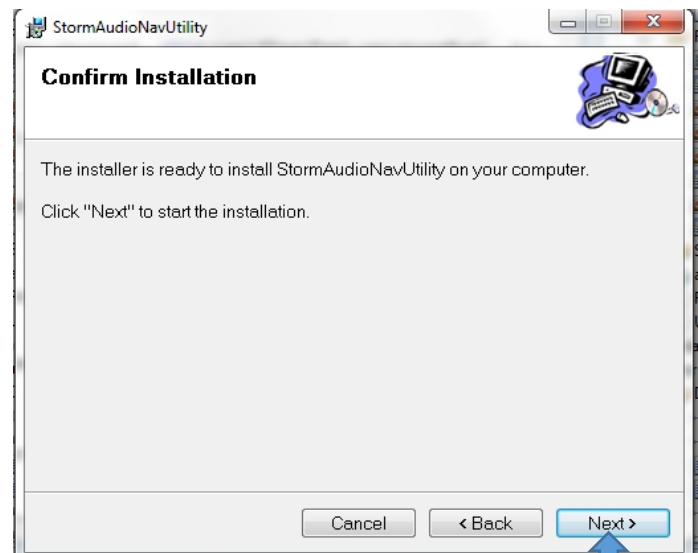 StormAudioNavUtility
Confirm Installation
The installer is ready to install StormAudioNavUtility on your computer.
Click "Next" to start the installation.
Cancel
< Back
Next >